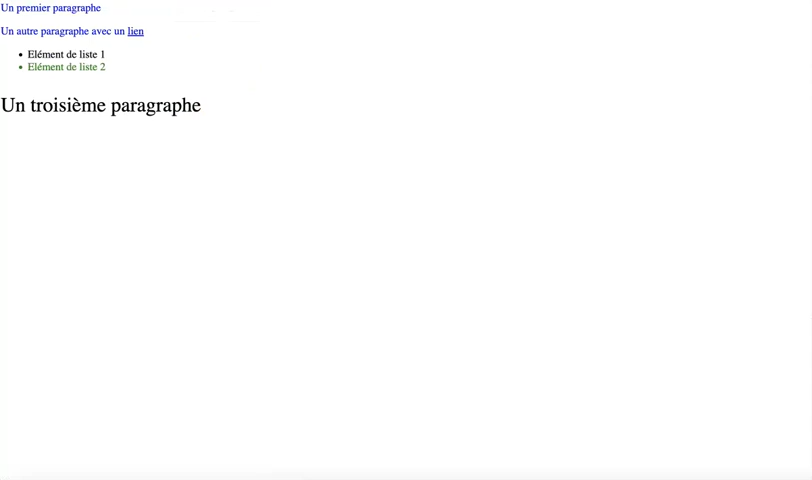 Un premier paragraphe
Un autre paragraphe avec un lien
Elément de liste 1
Elément de liste 2
Un troisième paragraphe